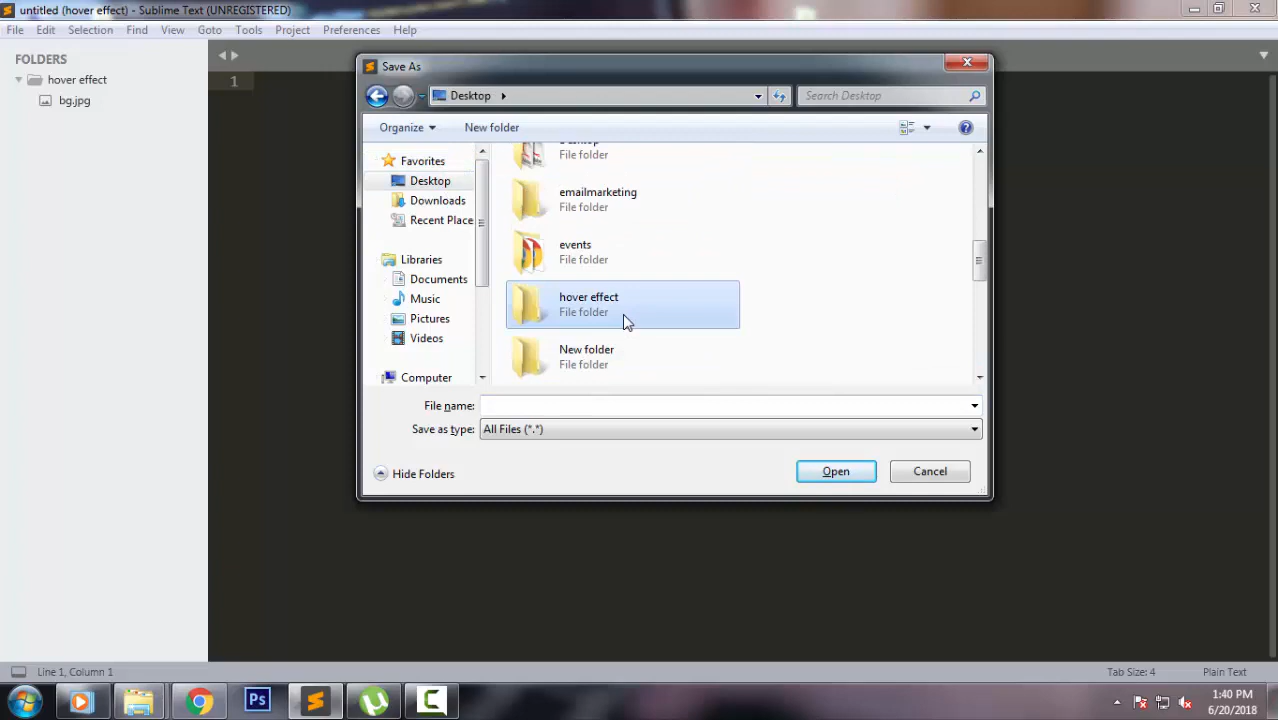 untitled (hover effect) - Sublime Text (UNREGISTERED)
File Edit Selection Find View Goto Tools Project Preferences Help
FOLDERS
hover effect
bg.jpg
1
Save As
Desktop
Search Desktop
Organize
New folder
Favorites
Desktop
Downloads
Recent Place
Libraries
Documents
Music
Pictures
Videos
Computer
Desktop
File folder
emailmarketing
File folder
events
File folder
hover effect
File folder
New folder
File folder
File name:
Save as type: All Files (*.*)
Hide Folders
Open
Cancel
Line 1, Column 1
Tab Size: 4
Plain Text
Ps
1:40 PM
6/20/2018